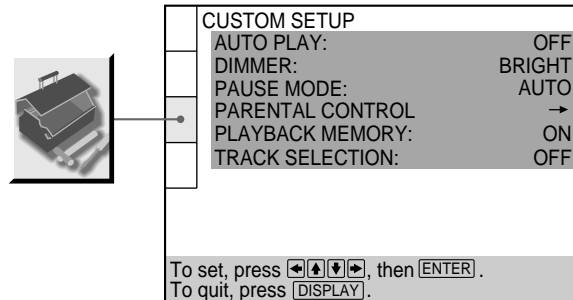 CUSTOM SETUP
AUTO PLAY: OFF
DIMMER: BRIGHT
PAUSE MODE: AUTO
PARENTAL CONTROL →
PLAYBACK MEMORY: ON
TRACK SELECTION: OFF
To set, press ←↑↓→, then ENTER.
To quit, press DISPLAY.